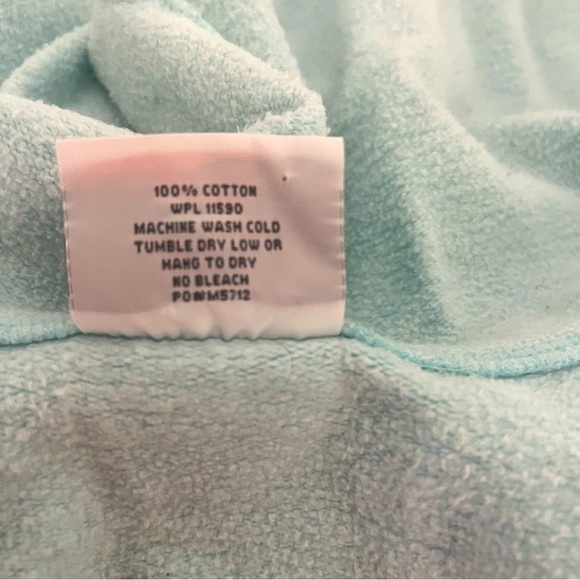 100% COTTON
WPL 11590
MACHINE WASH COLD
TUMBLE DRY LOW OR
HANG TO DRY
NO BLEACH
PO#M5712